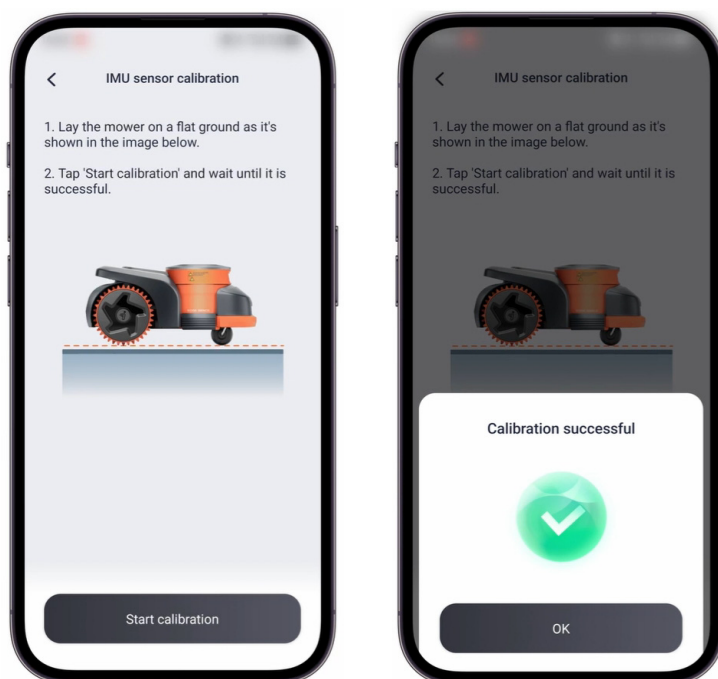 IMU sensor calibration
1. Lay the mower on a flat ground as it's
shown in the image below.
2. Tap 'Start calibration' and wait until it is
successful.
Start calibration
IMU sensor calibration
1. Lay the mower on a flat ground as it's
shown in the image below.
2. Tap 'Start calibration' and wait until it is
successful.
Calibration successful
OK